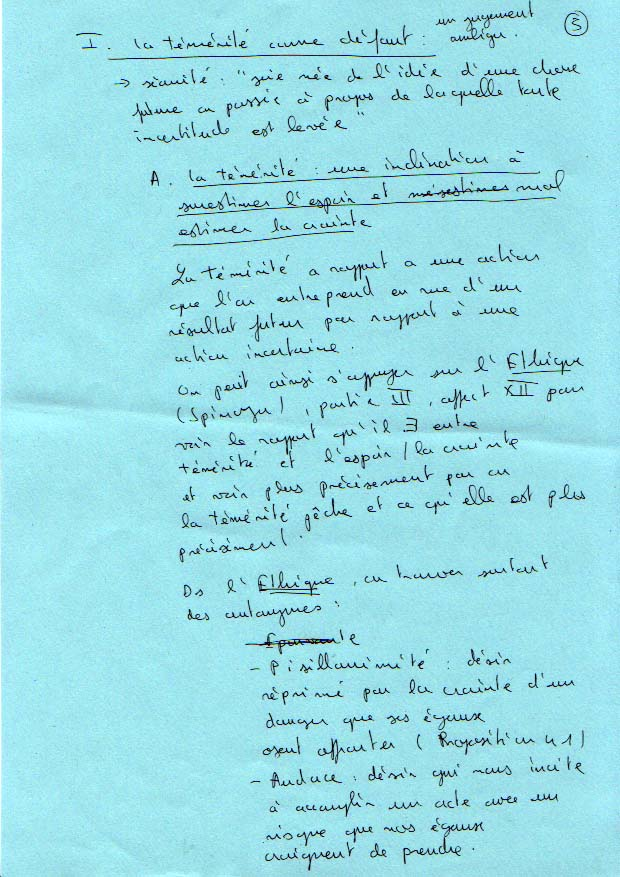 un jugement
I. la témérité comme défaut : ambigu. 3
→ sécurité : "joie née de l'idée d'une chose
future ou passée à propos de laquelle toute
incertitude est levée"
A. la témérité : une inclination à
surestimer l'espoir et mésestimer mal
estimer la crainte
La témérité a rapport a une action
que l'on entreprend en vue d'un
résultat futur par rapport à une
action incertaine.
On peut ainsi s'appuyer sur l'Ethique
(Spinoza), partie III, affect XII pour
voir le rapport qu'il ∃ entre
témérité et l'espoir / la crainte
et voir plus précisément par où
la témérité pêche et ce qu'elle est plus
précisément.
Ds l'Ethique, on trouve surtout
des antonymes :
Epouvante
- Pisillanimité : désir
réprimé par la crainte d'un
danger que ses égaux
osent affronter (Proposition 41)
- Audace : désir qui nous incite
à accomplir un acte avec un
risque que nos égaux
craignent de prendre.